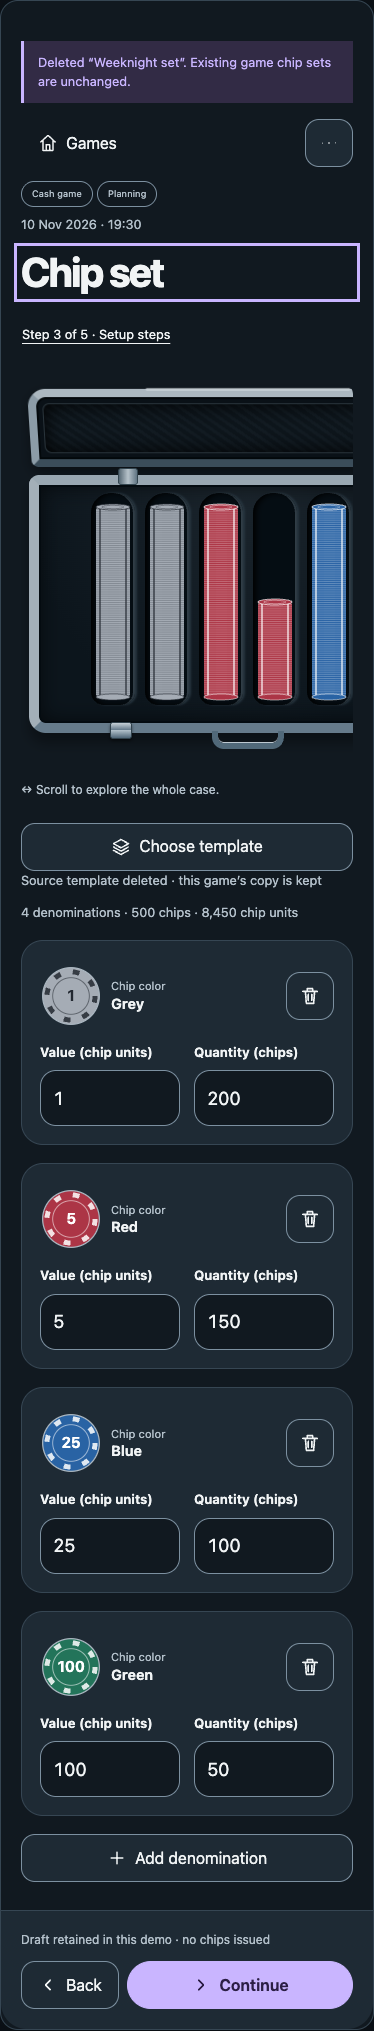 Deleted “Weeknight set”. Existing game chip sets
are unchanged.
Games
Cash game
Planning
10 Nov 2026 · 19:30
Chip set
Step 3 of 5 · Setup steps
↔ Scroll to explore the whole case.
Choose template
Source template deleted · this game’s copy is kept
4 denominations · 500 chips · 8,450 chip units
1
Chip color
Grey
Value (chip units)
Quantity (chips)
1
200
5
Chip color
Red
Value (chip units)
Quantity (chips)
5
150
25
Chip color
Blue
Value (chip units)
Quantity (chips)
25
100
100
Chip color
Green
Value (chip units)
Quantity (chips)
100
50
Add denomination
Draft retained in this demo · no chips issued
Back
Continue